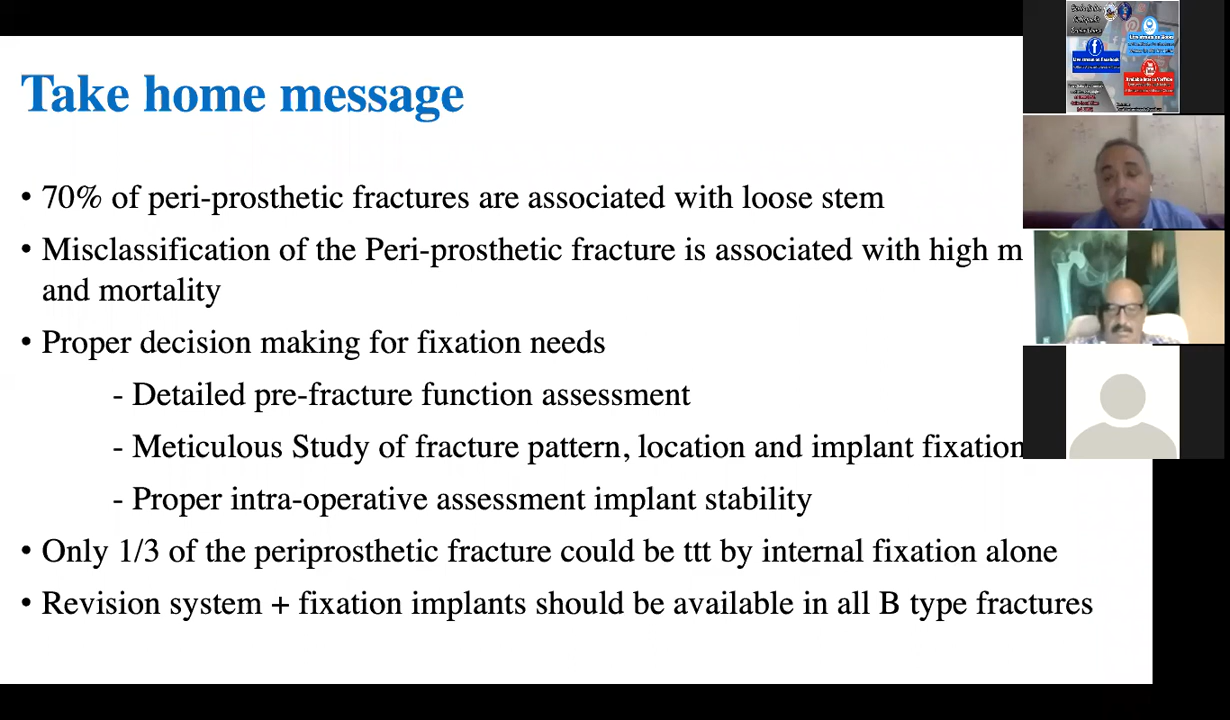 Take home message
• 70% of peri-prosthetic fractures are associated with loose stem
• Misclassification of the Peri-prosthetic fracture is associated with high m
and mortality
• Proper decision making for fixation needs
- Detailed pre-fracture function assessment
- Meticulous Study of fracture pattern, location and implant fixation
- Proper intra-operative assessment implant stability
• Only 1/3 of the periprosthetic fracture could be ttt by internal fixation alone
• Revision system + fixation implants should be available in all B type fractures